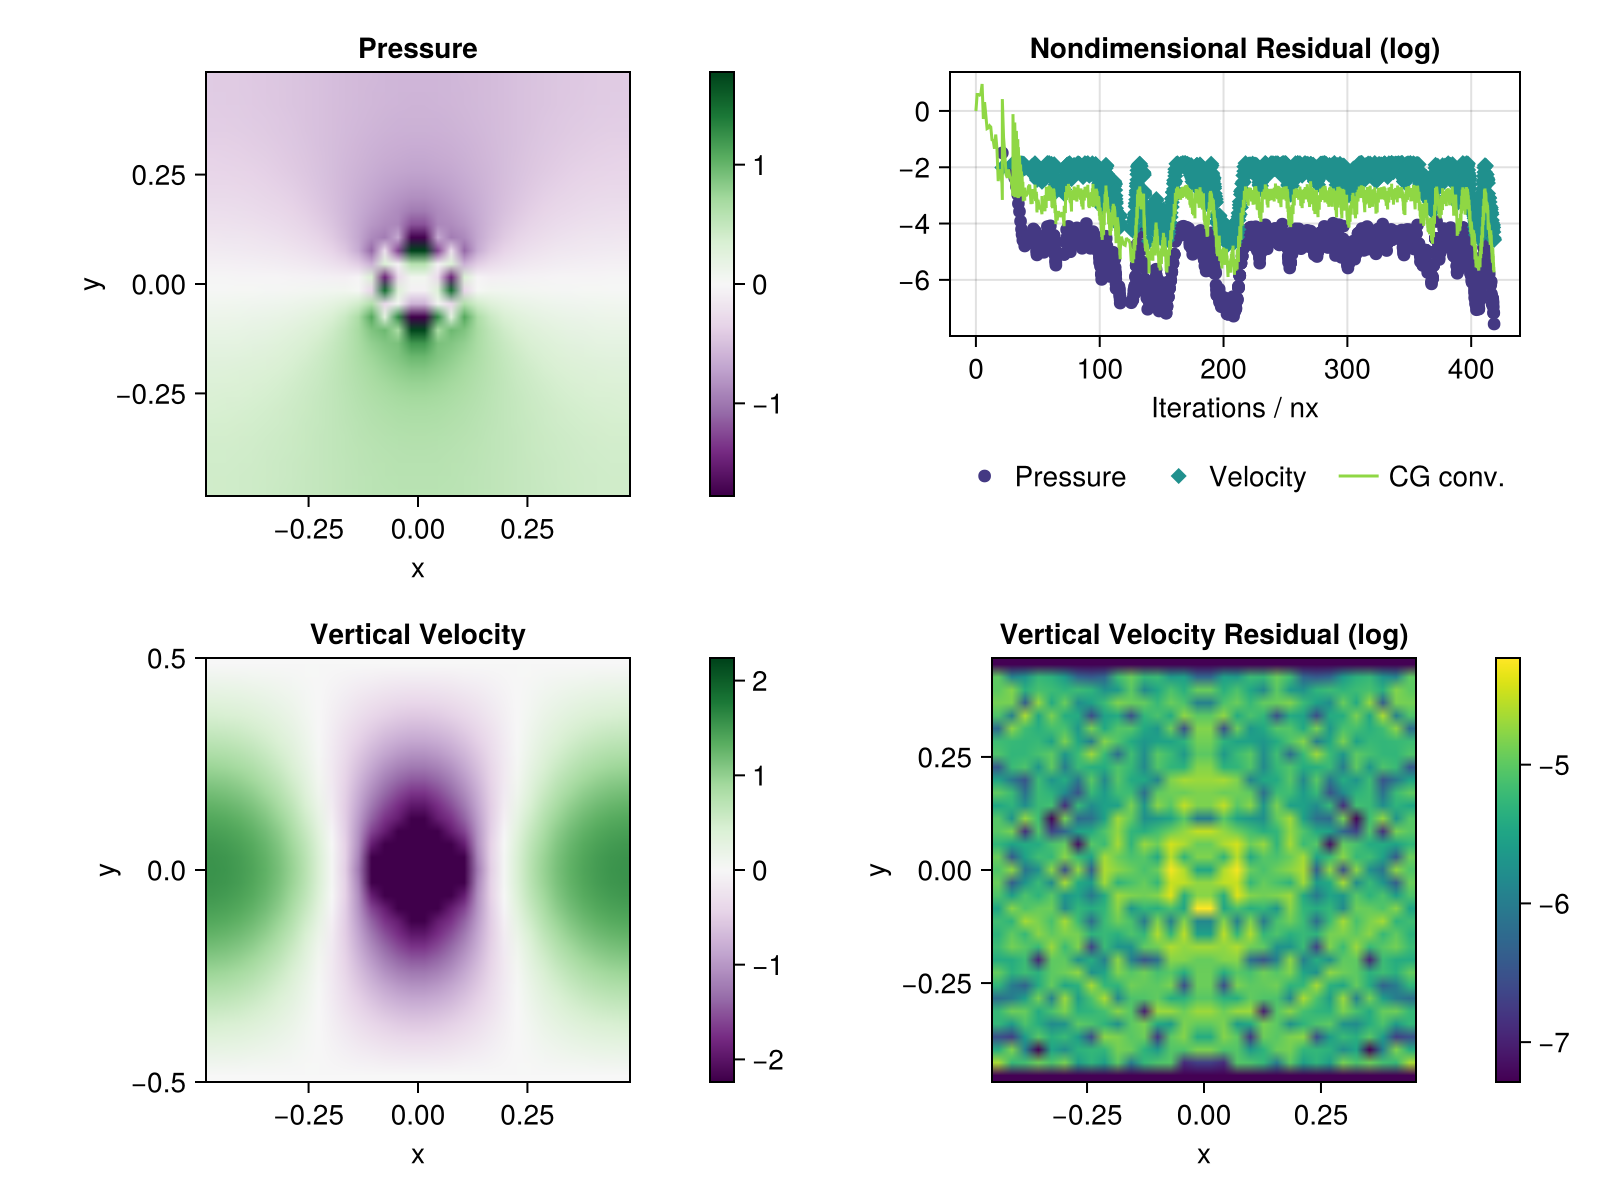 Pressure
0.25
0.00
−0.25
y
−0.25 0.00 0.25
x
1
0
−1
Nondimensional Residual (log)
0
−2
−4
−6
0 100 200 300 400
Iterations / nx
Pressure Velocity CG conv.
Vertical Velocity
0.5
0.0
−0.5
y
−0.25 0.00 0.25
x
2
1
0
−1
−2
Vertical Velocity Residual (log)
0.25
0.00
−0.25
y
−0.25 0.00 0.25
x
−5
−6
−7